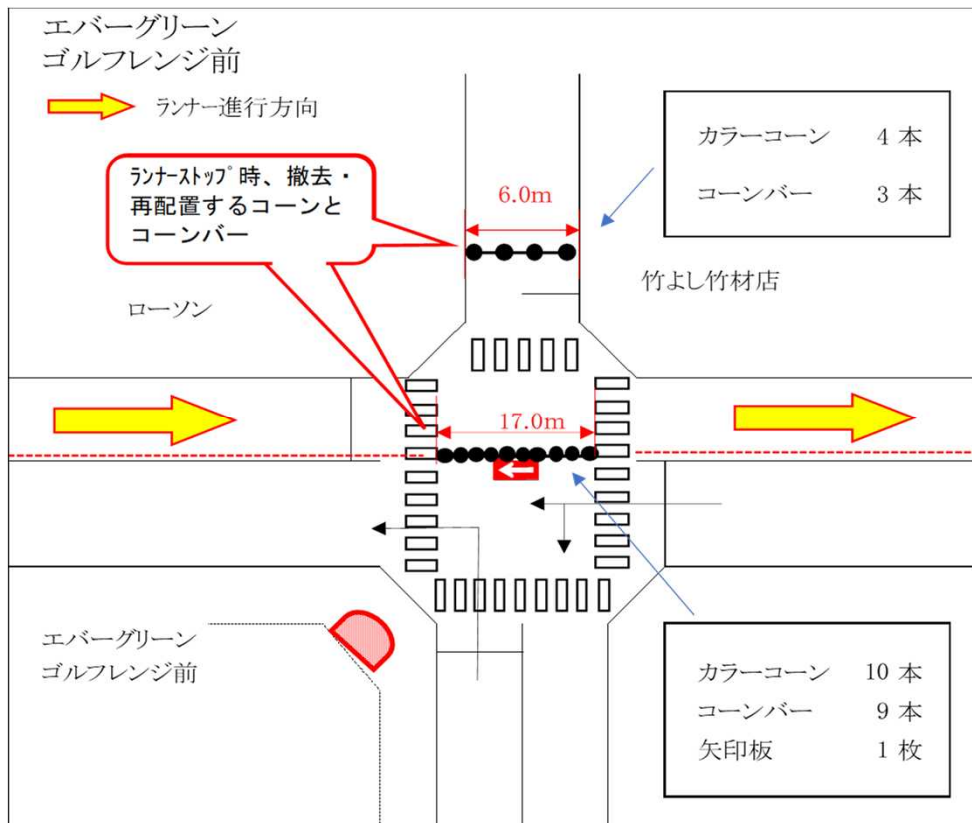 エバーグリーン
ゴルフレンジ前
ランナー進行方向
ﾗﾝﾅｰｽﾄｯﾌﾟ時、撤去・
再配置するコーンと
コーンバー
6.0m
カラーコーン 4 本
コーンバー 3 本
ローソン
竹よし竹材店
17.0m
エバーグリーン
ゴルフレンジ前
カラーコーン 10 本
コーンバー 9 本
矢印板 1 枚